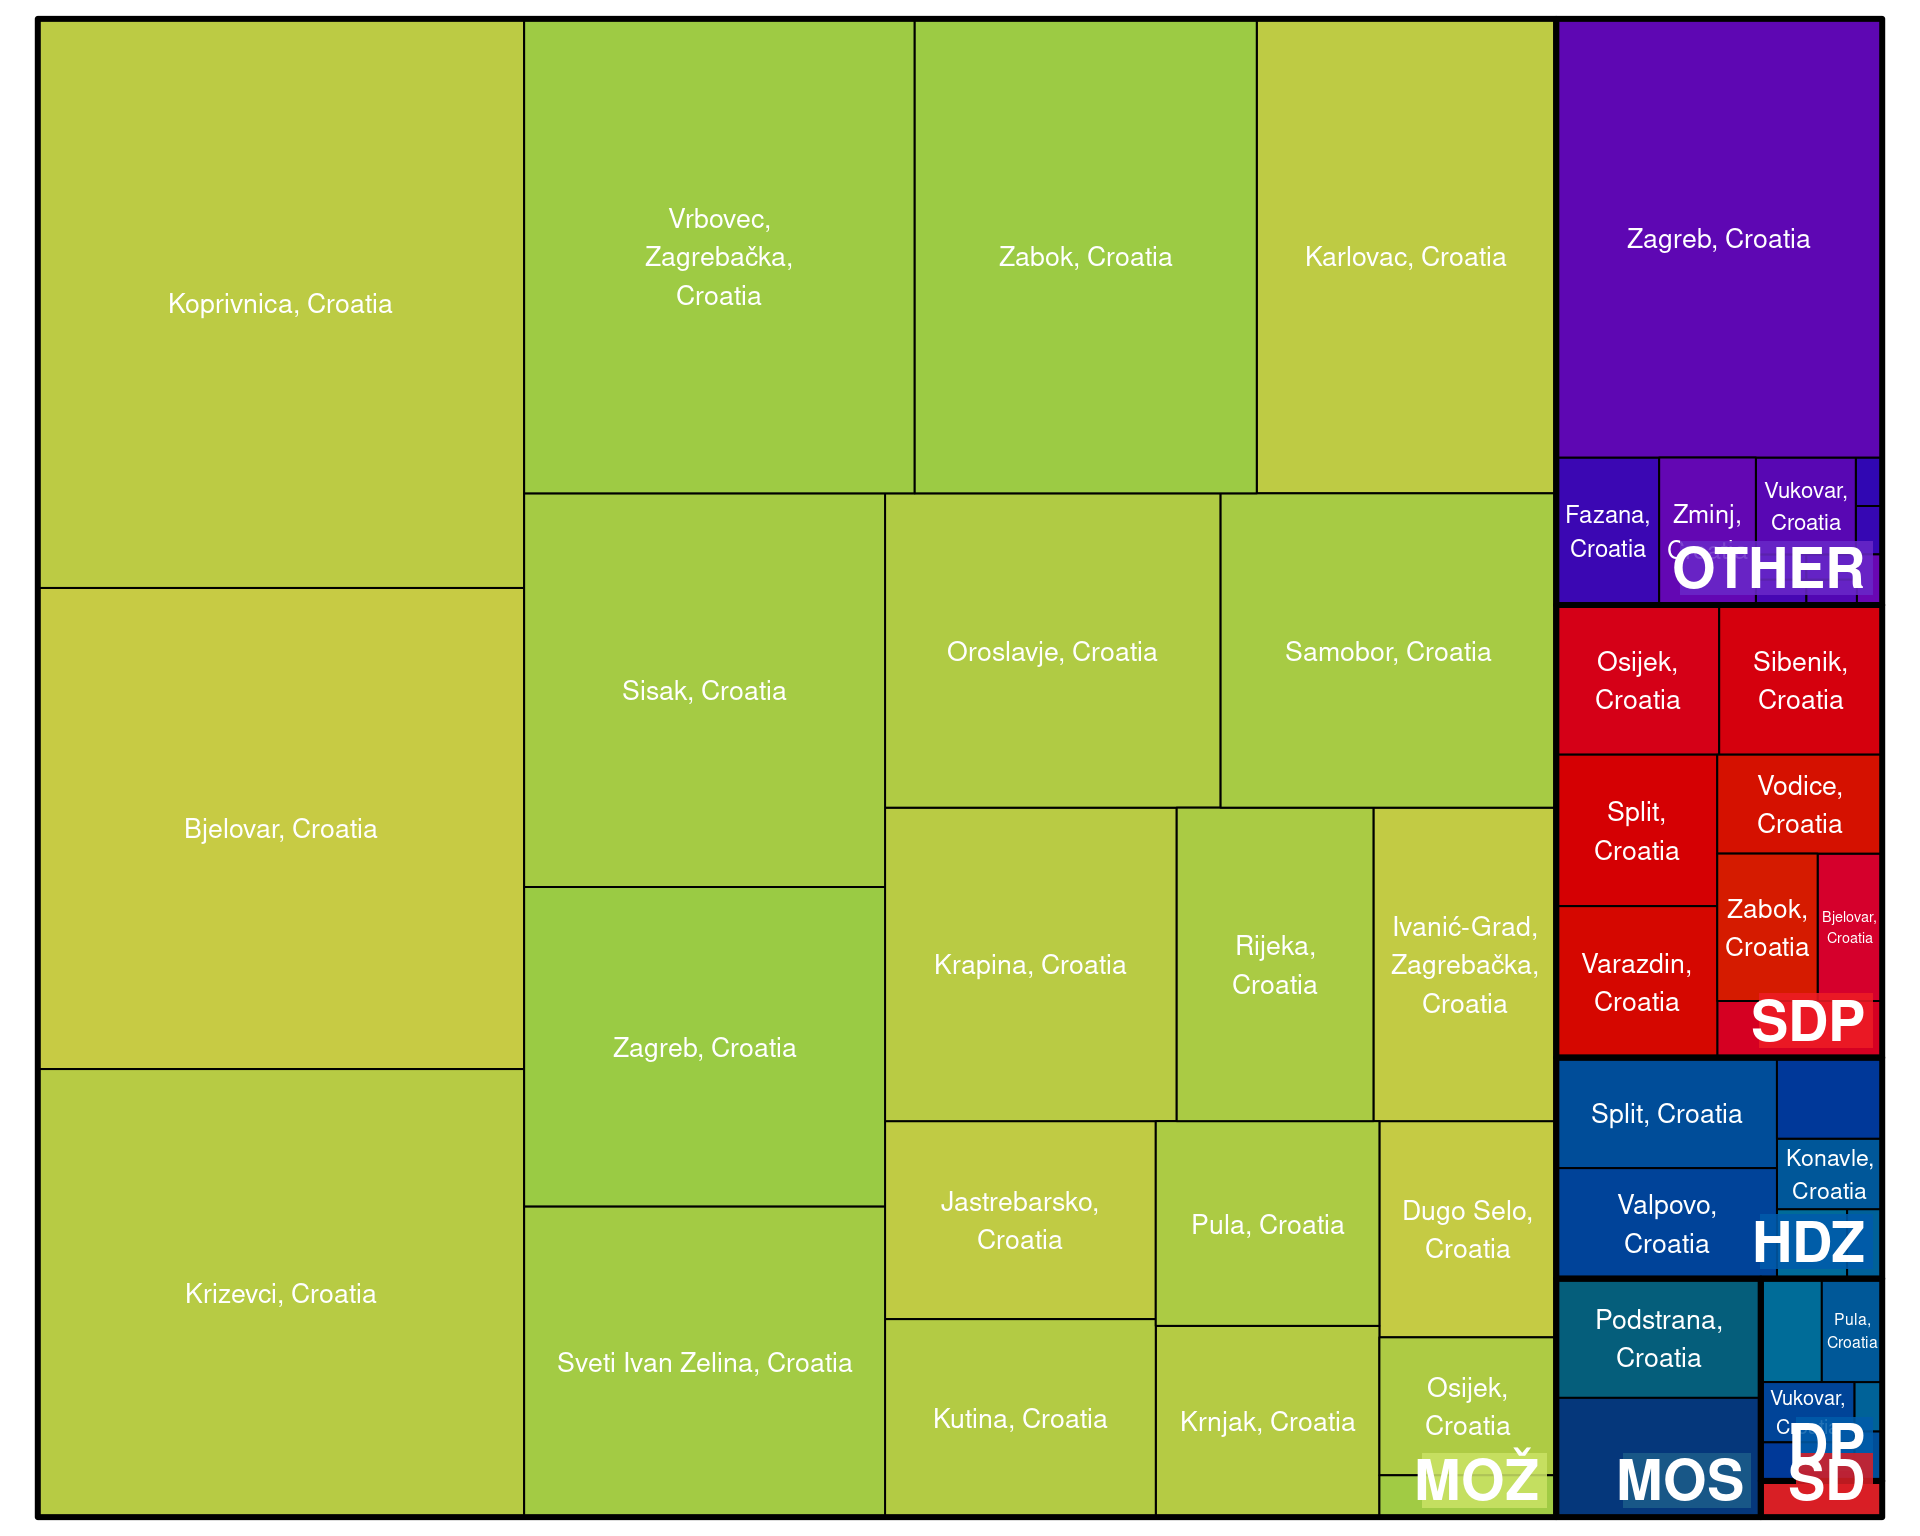 Koprivnica, Croatia
Bjelovar, Croatia
Krizevci, Croatia
Vrbovec,
Zagrebačka,
Croatia
Zabok, Croatia
Karlovac, Croatia
Sisak, Croatia
Oroslavje, Croatia
Samobor, Croatia
Zagreb, Croatia
Krapina, Croatia
Rijeka,
Croatia
Ivanić-Grad,
Zagrebačka,
Croatia
Sveti Ivan Zelina, Croatia
Jastrebarsko,
Croatia
Pula, Croatia
Dugo Selo,
Croatia
Kutina, Croatia
Krnjak, Croatia
Osijek,
Croatia
MOŽ
Zagreb, Croatia
Fazana,
Croatia
Zminj,
Vukovar,
Croatia
OTHER
Osijek,
Croatia
Sibenik,
Croatia
Split,
Croatia
Vodice,
Croatia
Varazdin,
Croatia
Zabok,
Croatia
Bjelovar,
Croatia
SDP
Split, Croatia
Valpovo,
Croatia
Konavle,
Croatia
HDZ
Podstrana,
Croatia
MOS
Pula,
Croatia
Vukovar,
DP
SD